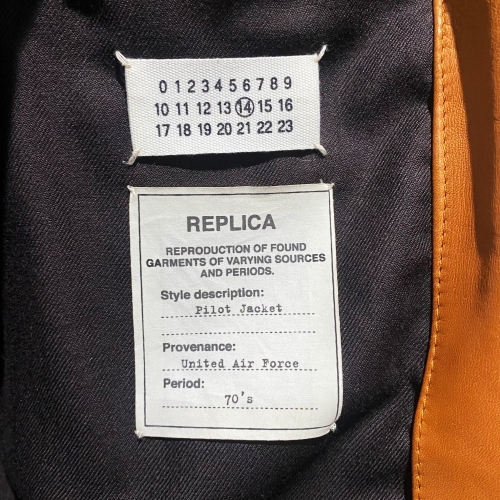 0 1 2 3 4 5 6 7 8 9
10 11 12 13 14 15 16
17 18 19 20 21 22 23
REPLICA
REPRODUCTION OF FOUND
GARMENTS OF VARYING SOURCES
AND PERIODS.
Style description:
Pilot Jacket
Provenance:
United Air Force
Period:
70's